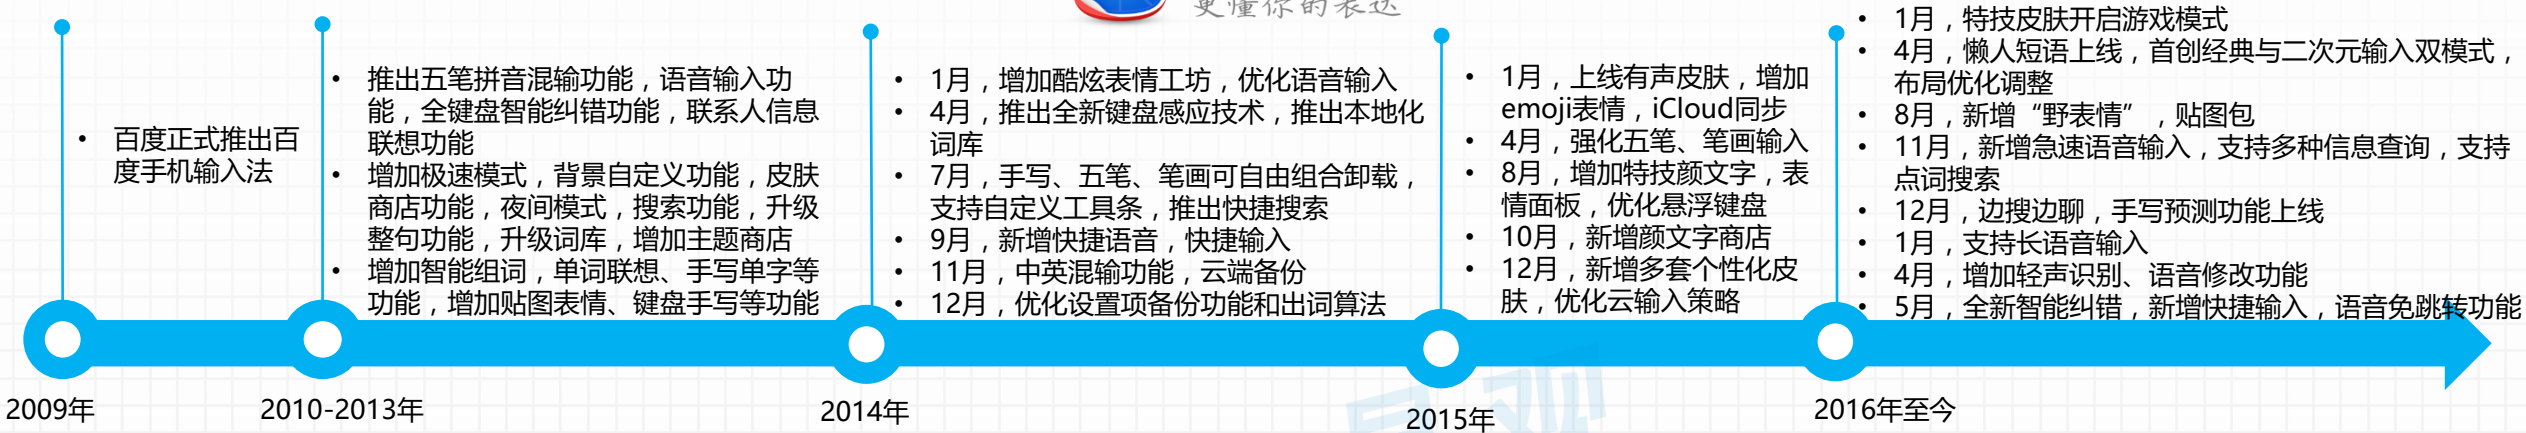 更懂你的表达
• 百度正式推出百
度手机输入法
• 推出五笔拼音混输功能，语音输入功
能，全键盘智能纠错功能，联系人信息
联想功能
• 增加极速模式，背景自定义功能，皮肤
商店功能，夜间模式，搜索功能，升级
整句功能，升级词库，增加主题商店
• 增加智能组词，单词联想、手写单字等
功能，增加贴图表情、键盘手写等功能
• 1月，增加酷炫表情工坊，优化语音输入
• 4月，推出全新键盘感应技术，推出本地化
词库
• 7月，手写、五笔、笔画可自由组合卸载，
支持自定义工具条，推出快捷搜索
• 9月，新增快捷语音，快捷输入
• 11月，中英混输功能，云端备份
• 12月，优化设置项备份功能和出词算法
• 1月，上线有声皮肤，增加
emoji表情，iCloud同步
• 4月，强化五笔、笔画输入
• 8月，增加特技颜文字，表
情面板，优化悬浮键盘
• 10月，新增颜文字商店
• 12月，新增多套个性化皮
肤，优化云输入策略
• 1月，特技皮肤开启游戏模式
• 4月，懒人短语上线，首创经典与二次元输入双模式，
布局优化调整
• 8月，新增“野表情”，贴图包
• 11月，新增急速语音输入，支持多种信息查询，支持
点词搜索
• 12月，边搜边聊，手写预测功能上线
• 1月，支持长语音输入
• 4月，增加轻声识别、语音修改功能
• 5月，全新智能纠错，新增快捷输入，语音免跳转功能
2009年
2010-2013年
2014年
2015年
2016年至今